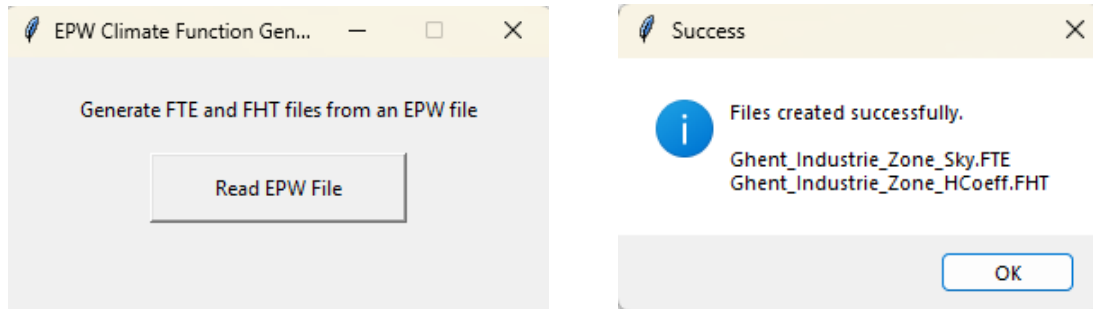 EPW Climate Function Gen...
Generate FTE and FHT files from an EPW file
Read EPW File
Success
Files created successfully.
Ghent_Industrie_Zone_Sky.FTE
Ghent_Industrie_Zone_HCoeff.FHT
OK